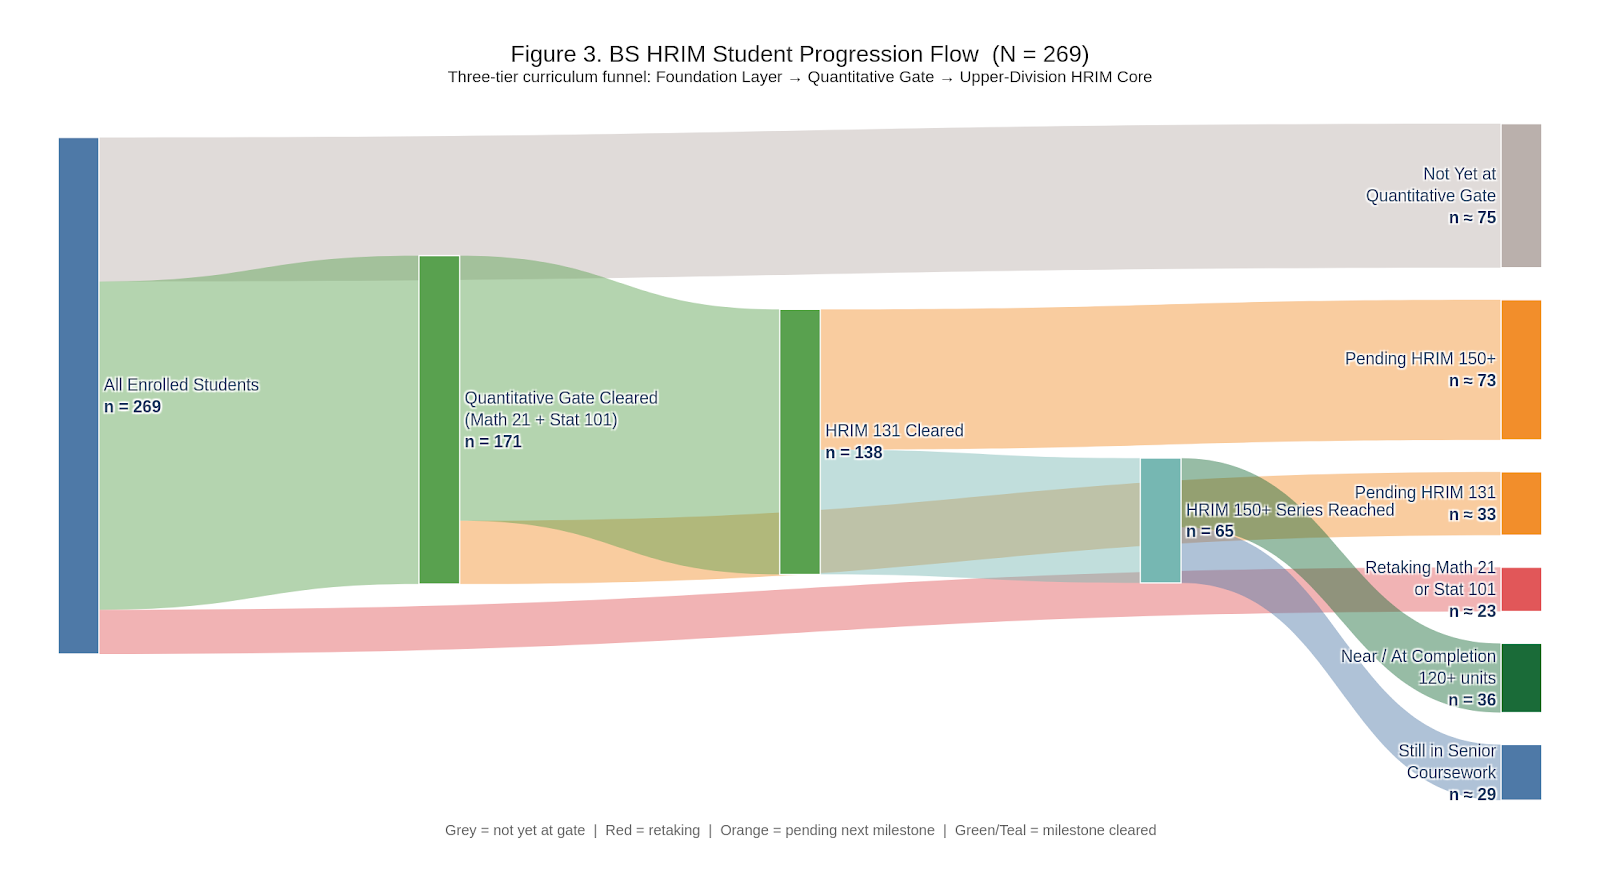 Figure 3. BS HRIM Student Progression Flow (N = 269)
Three-tier curriculum funnel: Foundation Layer → Quantitative Gate → Upper-Division HRIM Core
All Enrolled Students
n = 269
Quantitative Gate Cleared
(Math 21 + Stat 101)
n = 171
HRIM 131 Cleared
n = 138
HRIM 150+ Series Reached
n = 65
Not Yet at
Quantitative Gate
n ≈ 75
Pending HRIM 150+
n ≈ 73
Pending HRIM 131
n ≈ 33
Retaking Math 21
or Stat 101
n ≈ 23
Near / At Completion
120+ units
n = 36
Still in Senior
Coursework
n ≈ 29
Grey = not yet at gate | Red = retaking | Orange = pending next milestone | Green/Teal = milestone cleared